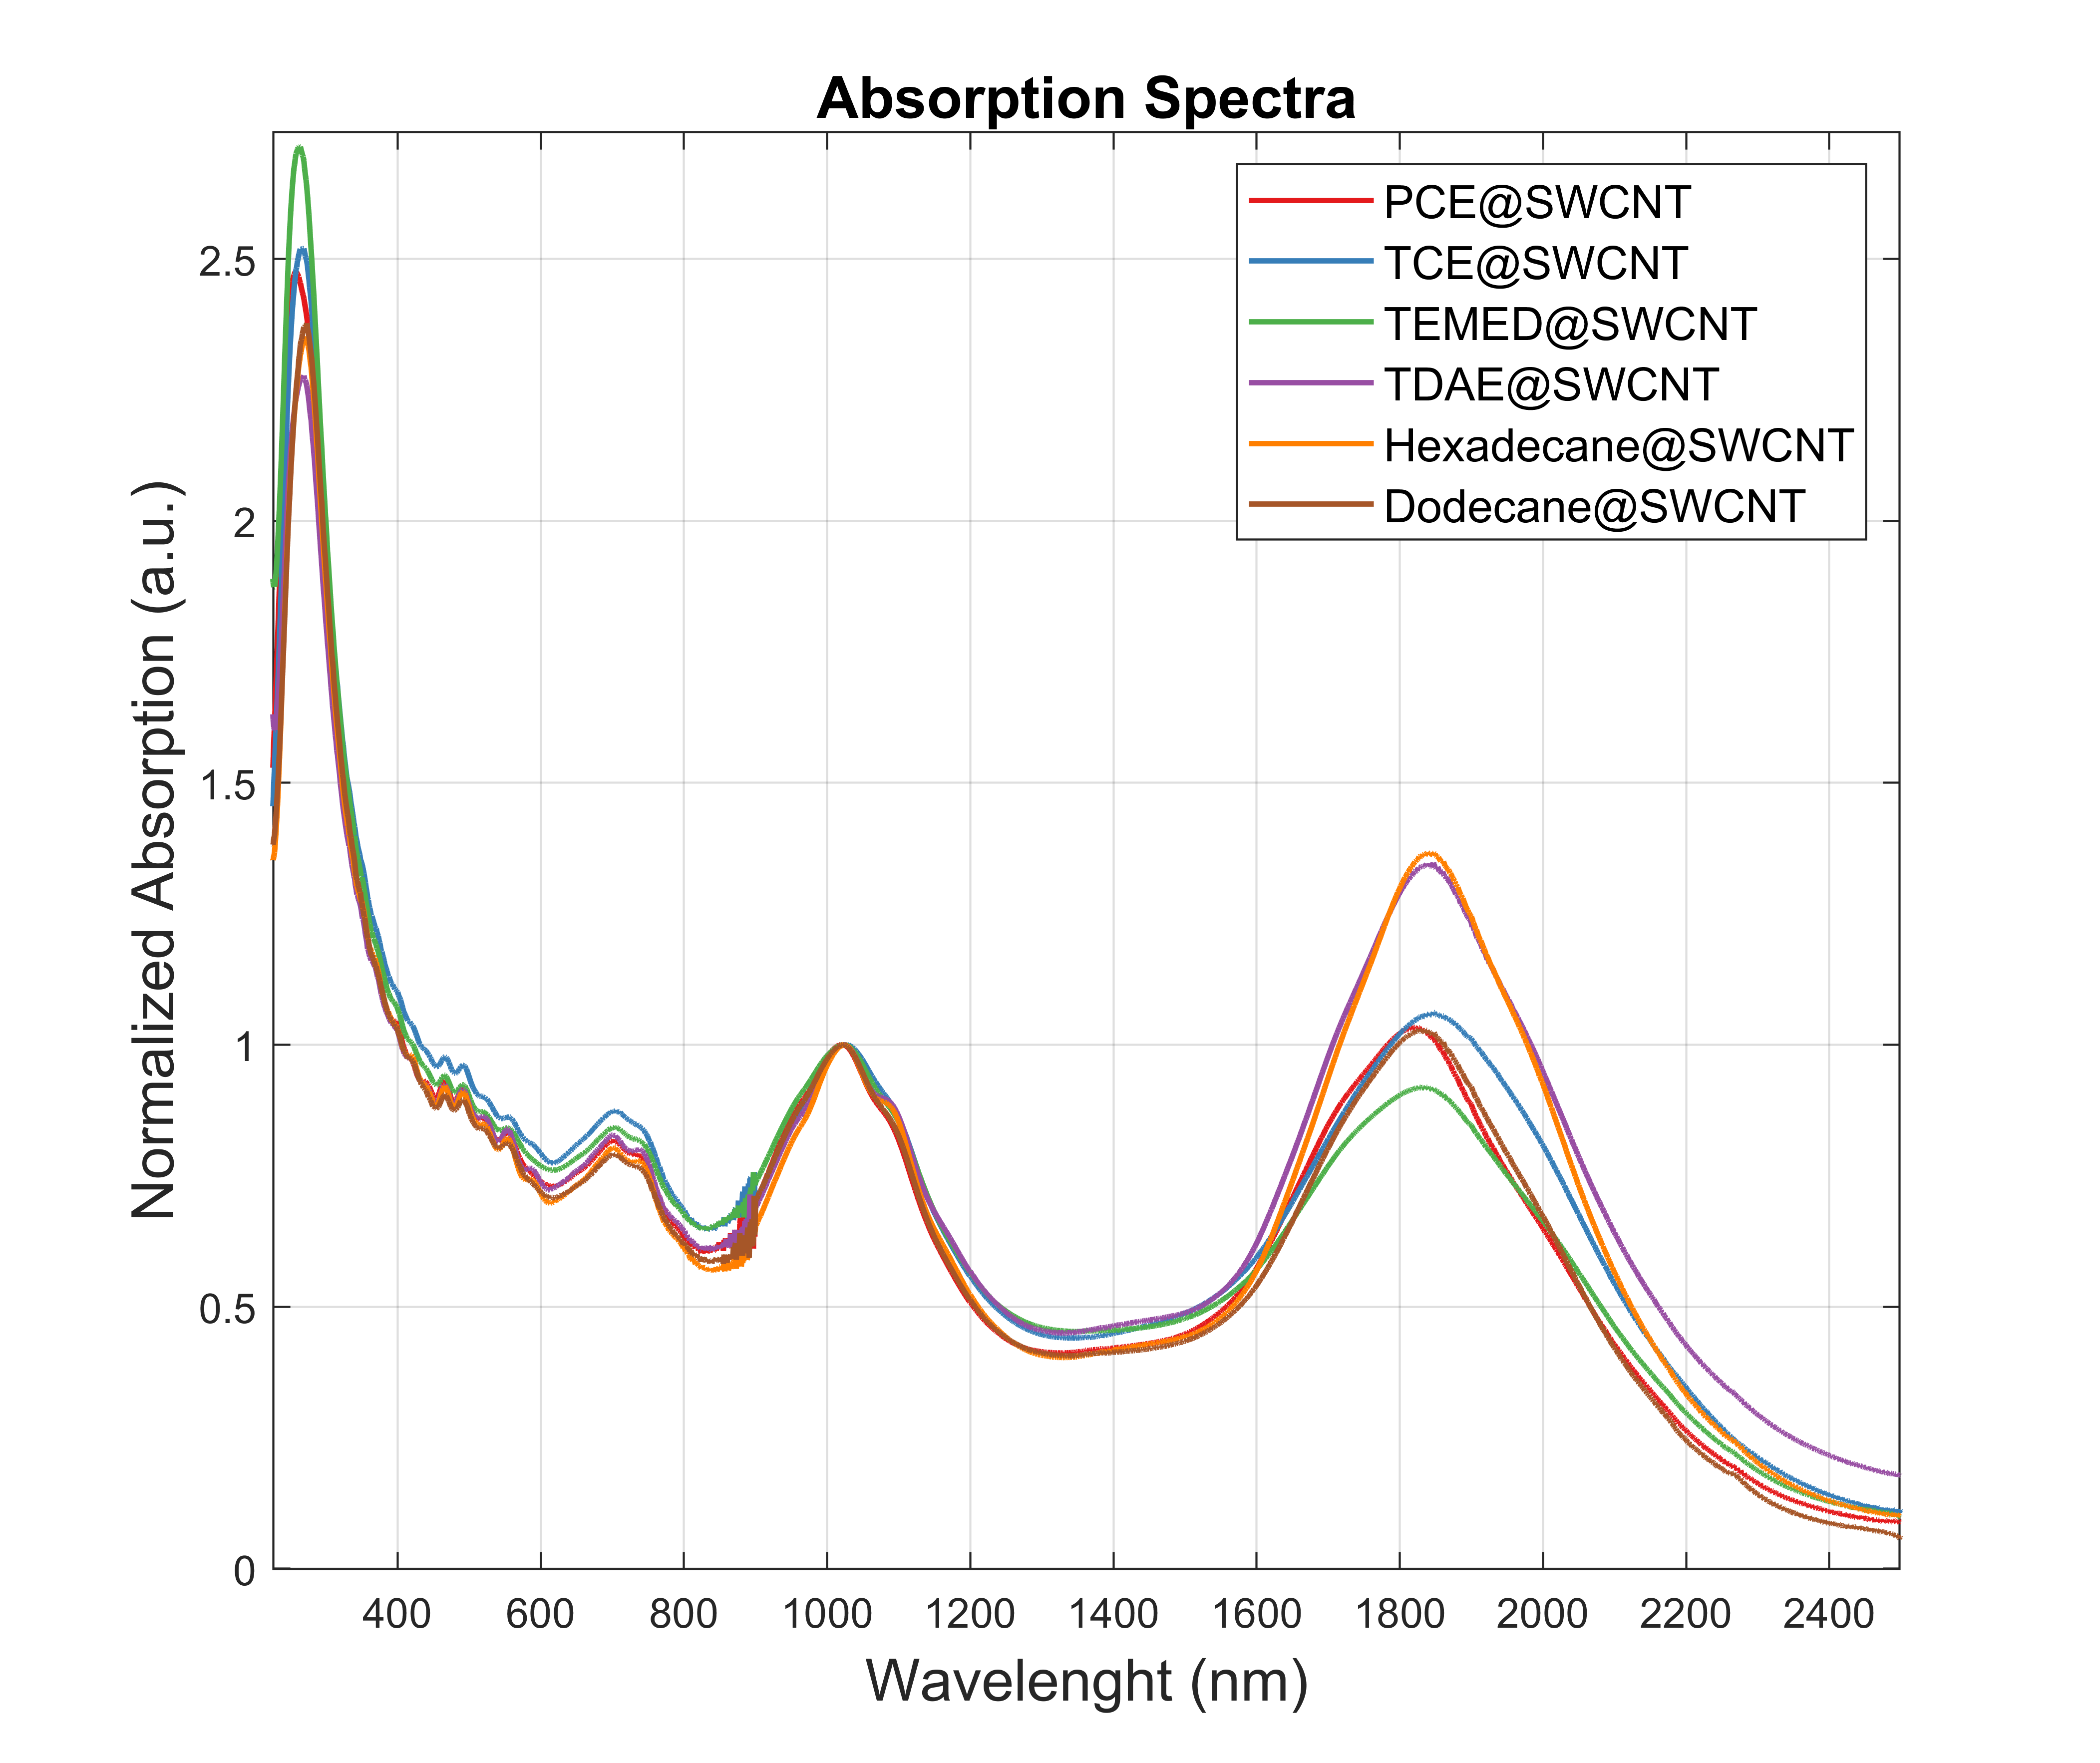 Absorption Spectra
PCE@SWCNT
TCE@SWCNT
TEMED@SWCNT
TDAE@SWCNT
Hexadecane@SWCNT
Dodecane@SWCNT
Normalized Absorption (a.u.)
2.5
2
1.5
1
0.5
0
400 600 800 1000 1200 1400 1600 1800 2000 2200 2400
Wavelenght (nm)